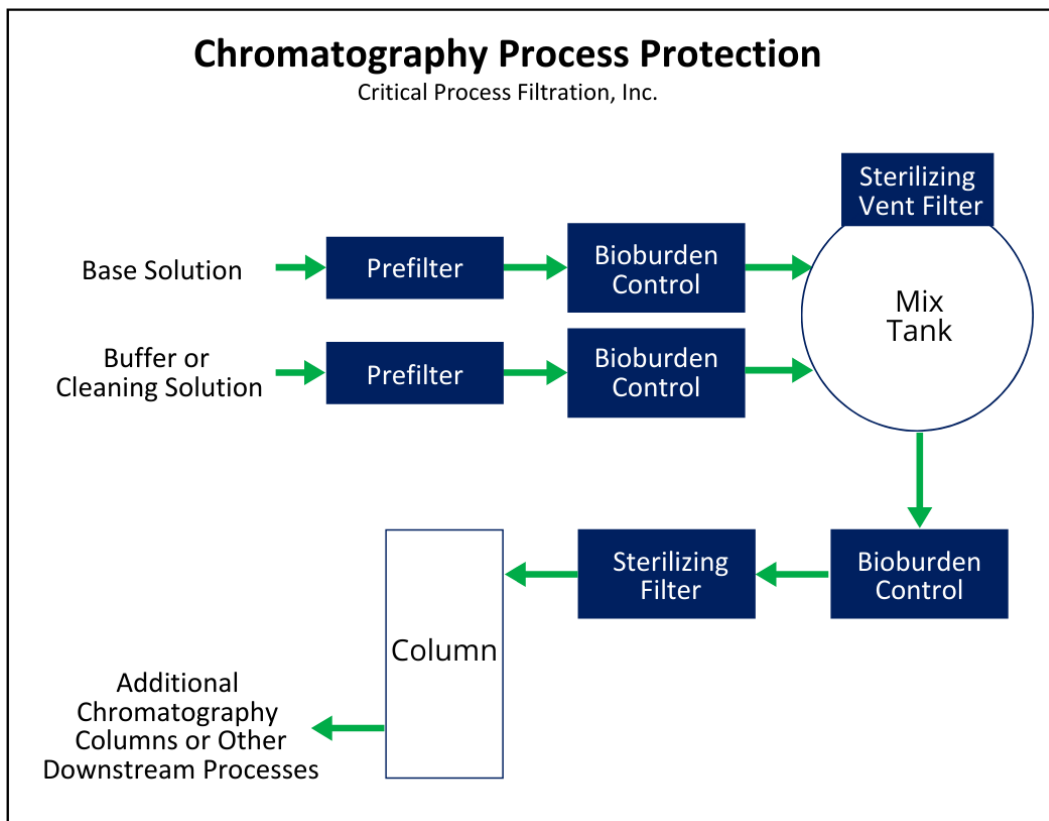 Chromatography Process Protection
Critical Process Filtration, Inc.
Sterilizing
Vent Filter
Base Solution
Prefilter
Bioburden
Control
Mix
Tank
Buffer or
Cleaning Solution
Prefilter
Bioburden
Control
Bioburden
Control
Sterilizing
Filter
Column
Additional
Chromatography
Columns or Other
Downstream Processes